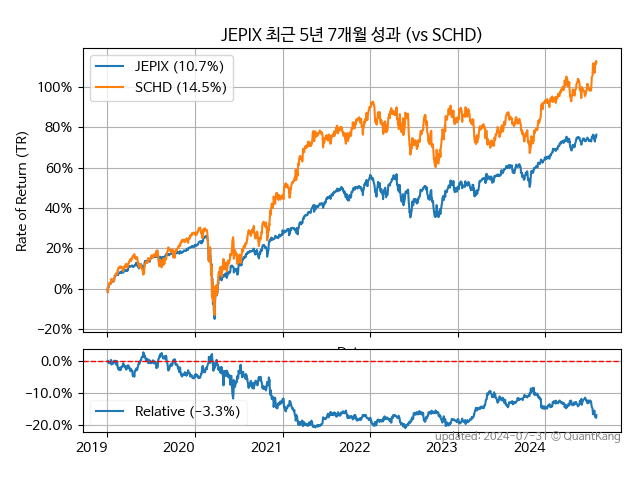 JEPIX 최근 5년 7개월 성과 (vs SCHD)
JEPIX (10.7%)
SCHD (14.5%)
Rate of Return (TR)
100%
80%
60%
40%
20%
0%
−20%
0.0%
−10.0%
−20.0%
Relative (−3.3%)
2019 2020 2021 2022 2023 2024
updated: 2024-07-31 © QuantKang